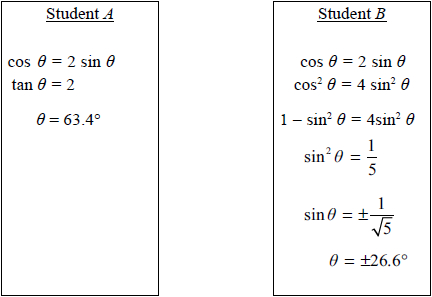 Student A
cos θ = 2 sin θ
tan θ = 2
θ = 63.4°
Student B
cos θ = 2 sin θ
cos² θ = 4 sin² θ
1 – sin² θ = 4sin² θ
sin² θ = 1/5
sin θ = ± 1/√5
θ = ±26.6°